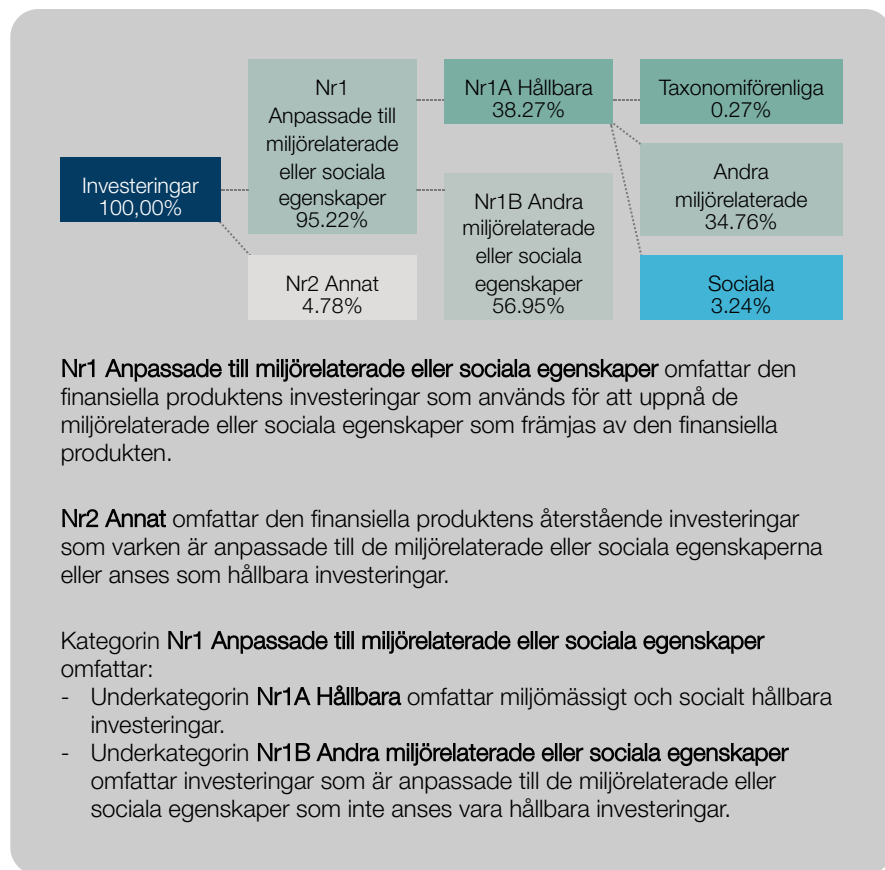 Investeringar
100,00%
Nr1
Anpassade till
miljörelaterade
eller sociala
egenskaper
95.22%
Nr2 Annat
4.78%
Nr1A Hållbara
38.27%
Nr1B Andra
miljörelaterade
eller sociala
egenskaper
56.95%
Taxonomiförenliga
0.27%
Andra
miljörelaterade
34.76%
Sociala
3.24%
Nr1 Anpassade till miljörelaterade eller sociala egenskaper omfattar den
finansiella produktens investeringar som används för att uppnå de
miljörelaterade eller sociala egenskaper som främjas av den finansiella
produkten.
Nr2 Annat omfattar den finansiella produktens återstående investeringar
som varken är anpassade till de miljörelaterade eller sociala egenskaperna
eller anses som hållbara investeringar.
Kategorin Nr1 Anpassade till miljörelaterade eller sociala egenskaper
omfattar:
- Underkategorin Nr1A Hållbara omfattar miljömässigt och socialt hållbara
investeringar.
- Underkategorin Nr1B Andra miljörelaterade eller sociala egenskaper
omfattar investeringar som är anpassade till de miljörelaterade eller
sociala egenskaper som inte anses vara hållbara investeringar.